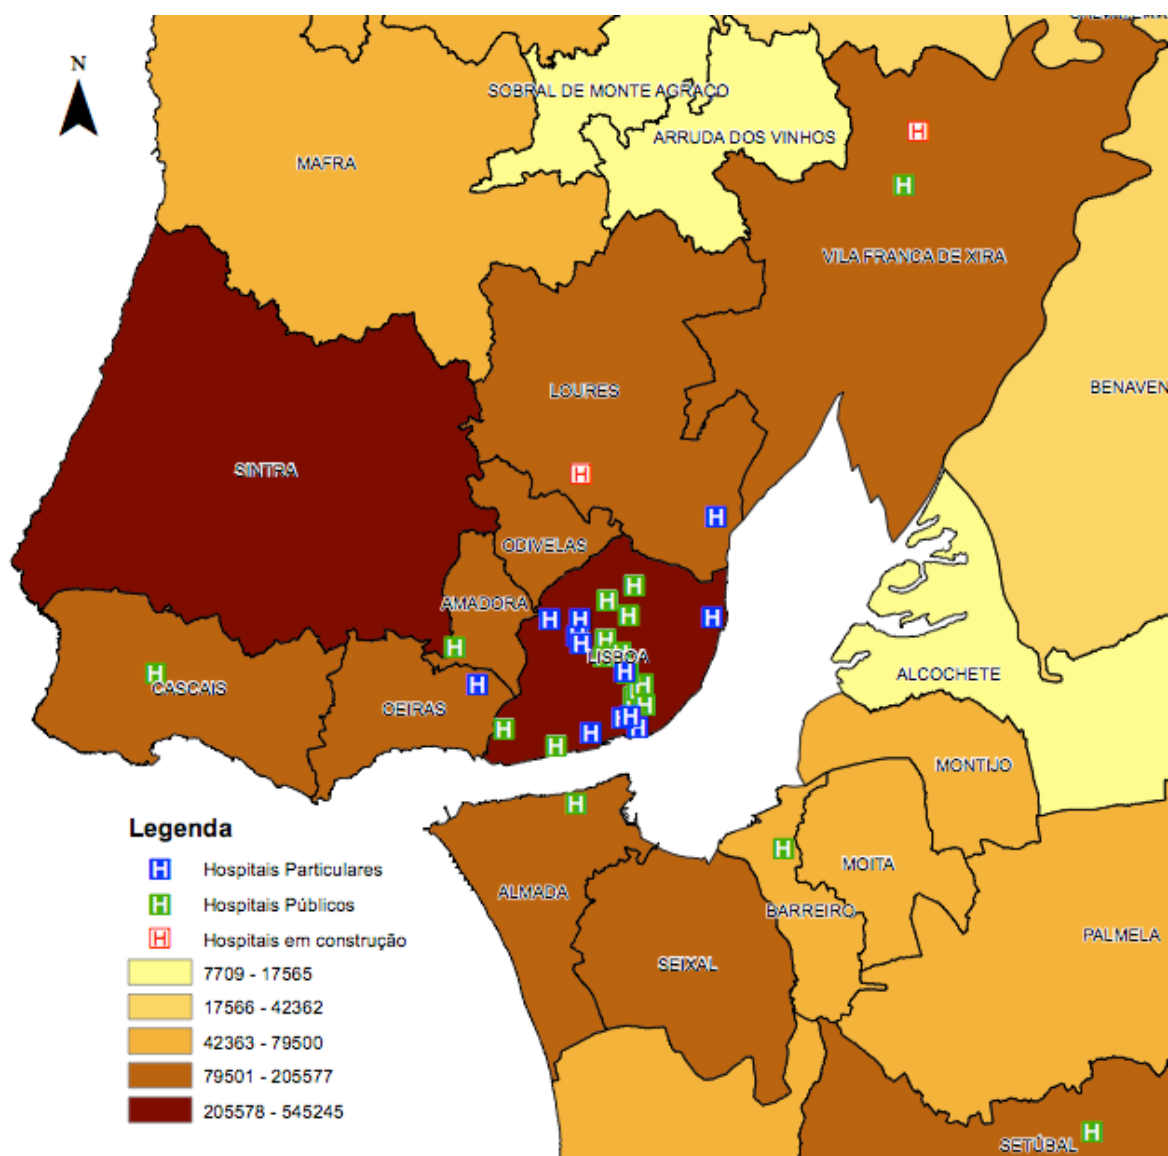 N
SOBRAL DE MONTE AGRAÇO
ARRUDA DOS VINHOS
MAFRA
H
H
VILA FRANCA DE XIRA
LOURES
BENAVEN
SINTRA
H
H
ODIVELAS
H
AMADORA
H
H
H
H
H
H
H
H
H
LISBOA
H
H
CASCAIS
H
H
ALCOCHETE
OEIRAS
H
H
H
H
H
H
H
H
MONTIJO
H
Legenda
H
MOITA
H Hospitais Particulares
ALMADA
H Hospitais Públicos
BARREIRO
H Hospitais em construção
PALMELA
SEIXAL
7709 - 17565
17566 - 42362
42363 - 79500
79501 - 205577
205578 - 545245
H
SETÚBAL